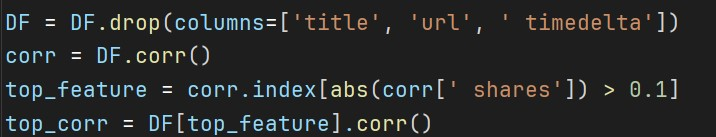 DF = DF.drop(columns=['title', 'url', ' timedelta'])
corr = DF.corr()
top_feature = corr.index[abs(corr[' shares']) > 0.1]
top_corr = DF[top_feature].corr()